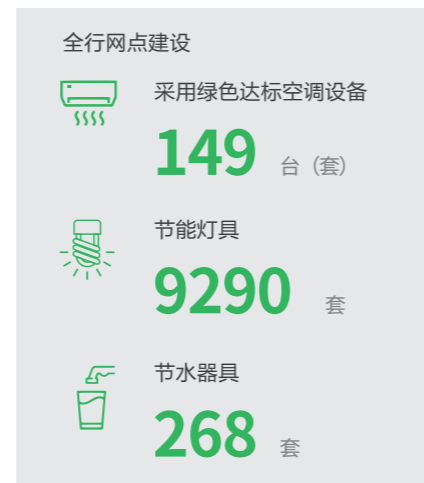 全行网点建设
采用绿色达标空调设备
149 台（套）
节能灯具
9290 套
节水器具
268 套